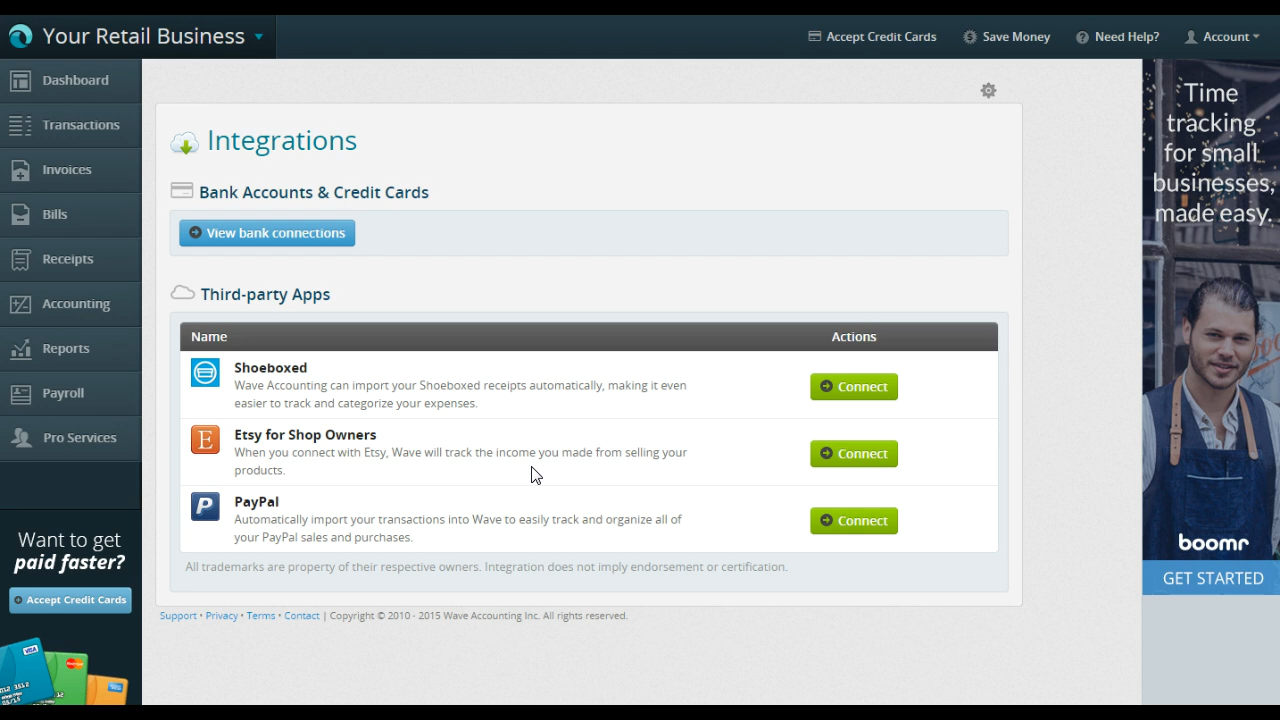 Your Retail Business
Accept Credit Cards
Save Money
Need Help?
Account
Dashboard
Transactions
Invoices
Bills
Receipts
Accounting
Reports
Payroll
Pro Services
Want to get
paid faster?
Accept Credit Cards
VISA
Integrations
Bank Accounts & Credit Cards
View bank connections
Third-party Apps
Name Actions
Shoeboxed
Wave Accounting can import your Shoeboxed receipts automatically, making it even
easier to track and categorize your expenses.
Connect
E
Etsy for Shop Owners
When you connect with Etsy, Wave will track the income you made from selling your
products.
Connect
P
PayPal
Automatically import your transactions into Wave to easily track and organize all of
your PayPal sales and purchases.
Connect
All trademarks are property of their respective owners. Integration does not imply endorsement or certification.
Support • Privacy • Terms • Contact | Copyright © 2010 - 2015 Wave Accounting Inc. All rights reserved.
Time
tracking
for small
businesses,
made easy.
boomr
GET STARTED